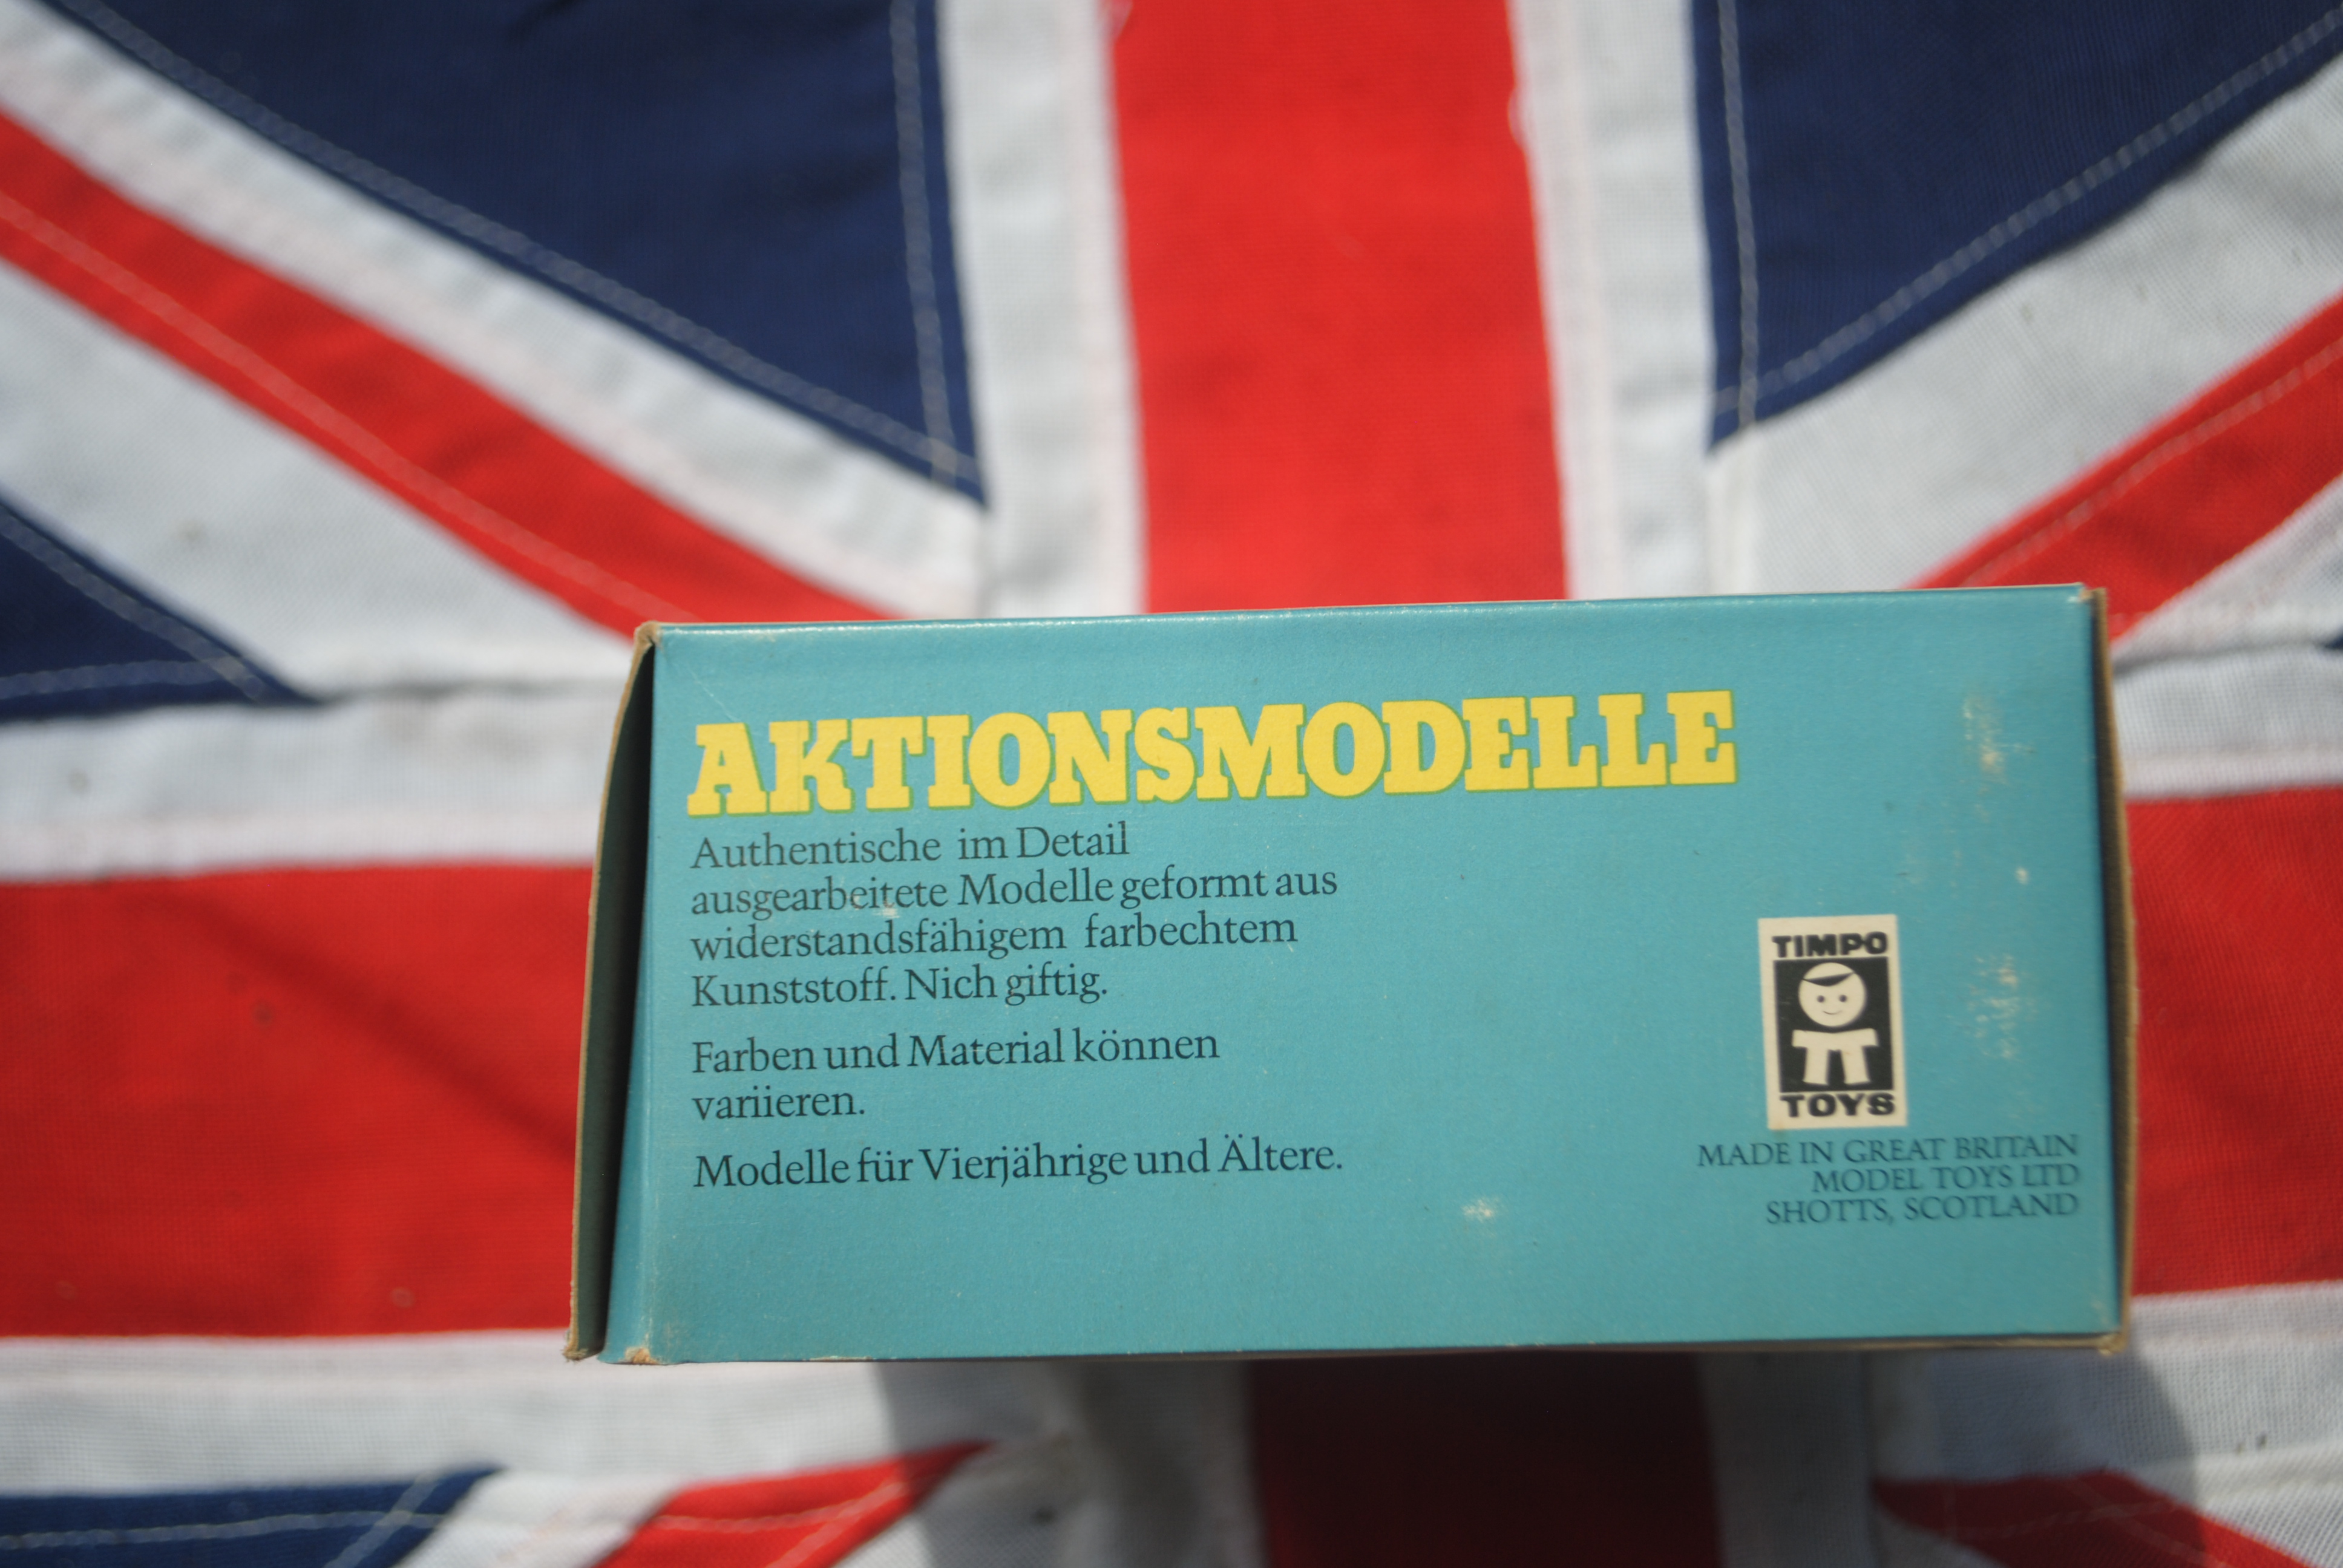 AKTIONSMODELLE
Authentische im Detail
ausgearbeitete Modelle geformt aus
widerstandsfähigem farbechtem
Kunststoff. Nich giftig.
Farben und Material können
variieren.
Modelle für Vierjährige und Ältere.
TIMPO
TOYS
MADE IN GREAT BRITAIN
MODEL TOYS LTD
SHOTTS, SCOTLAND